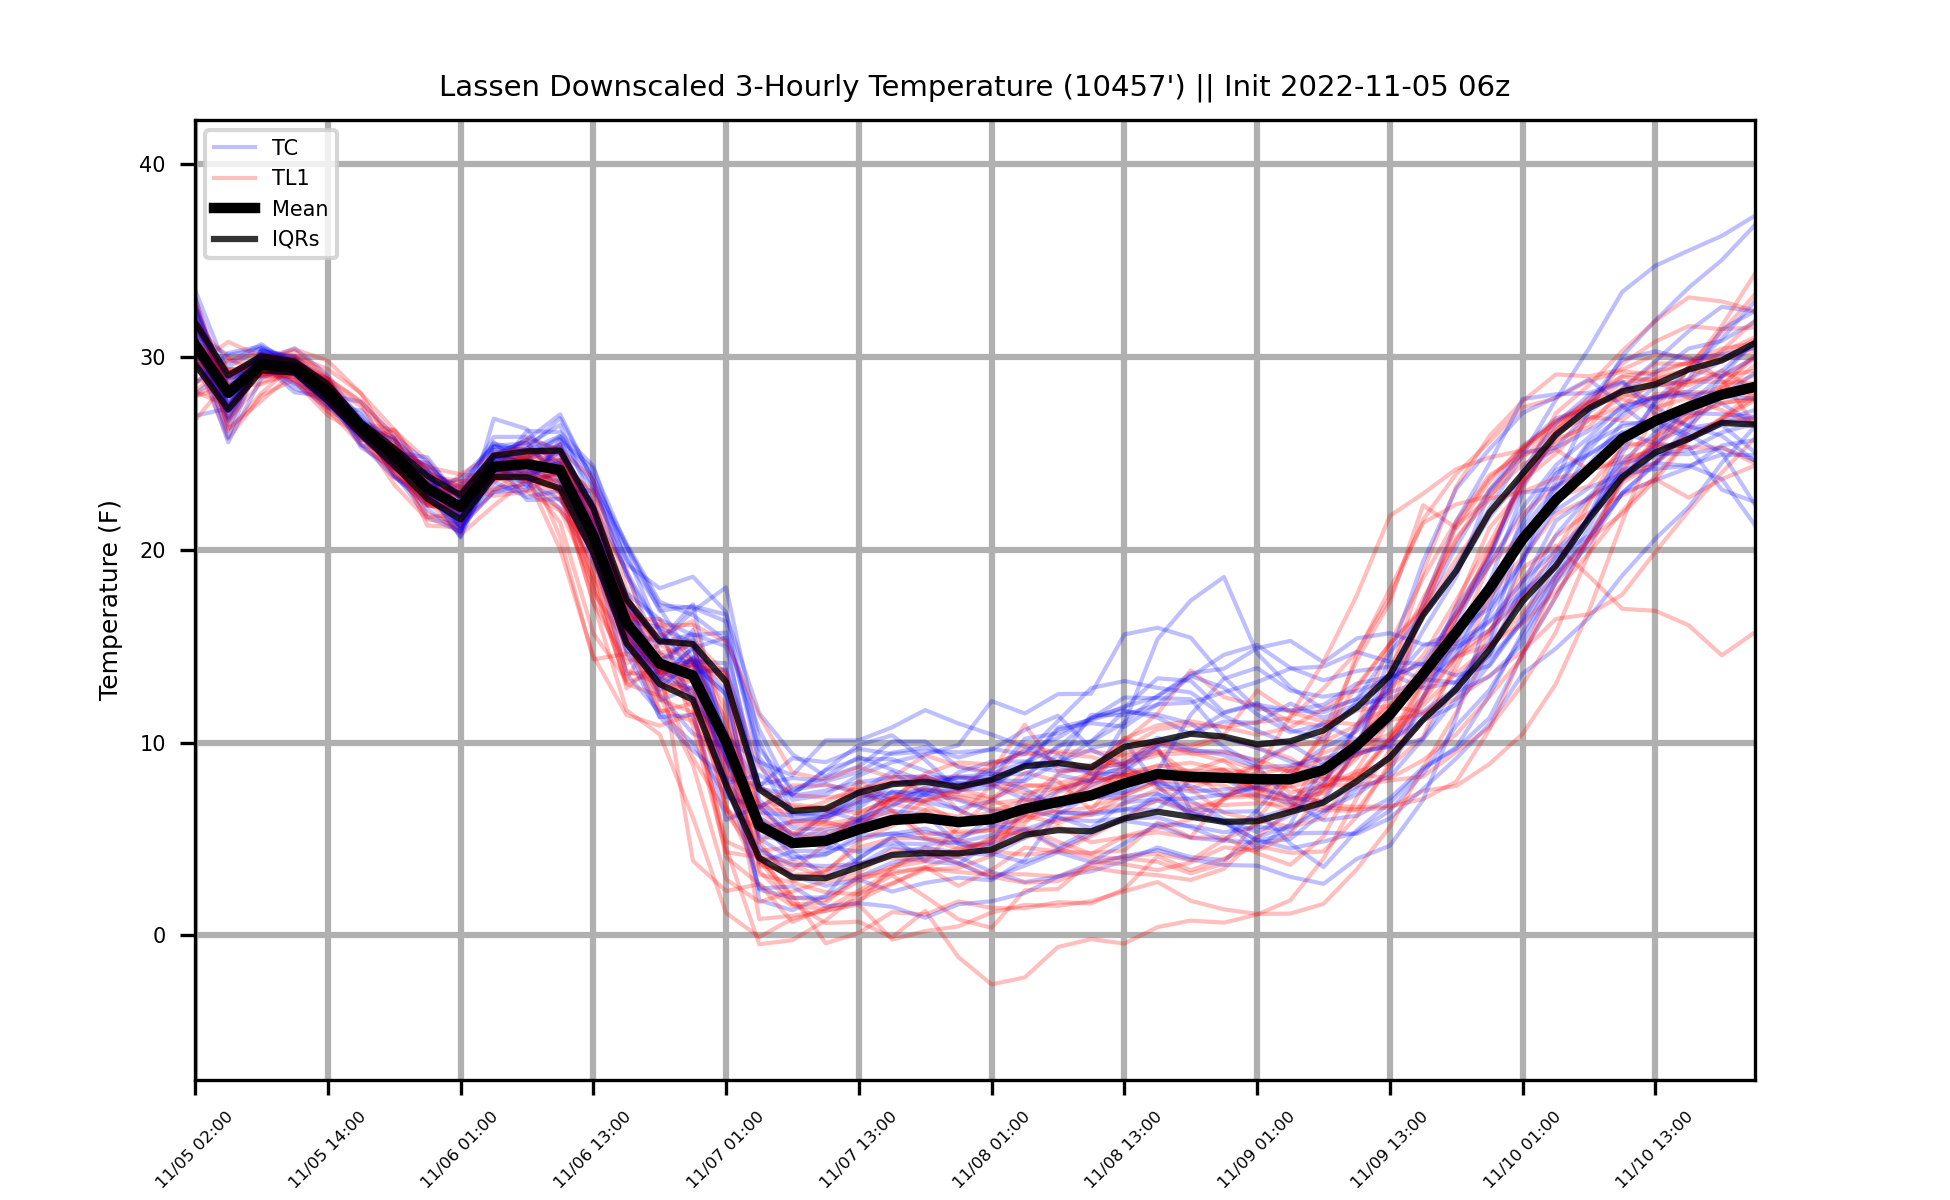 Lassen Downscaled 3-Hourly Temperature (10457') || Init 2022-11-05 06z
TC
TL1
Mean
IQRs
Temperature (F)
40
30
20
10
0
11/05 02:00
11/05 14:00
11/06 01:00
11/06 13:00
11/07 01:00
11/07 13:00
11/08 01:00
11/08 13:00
11/09 01:00
11/09 13:00
11/10 01:00
11/10 13:00